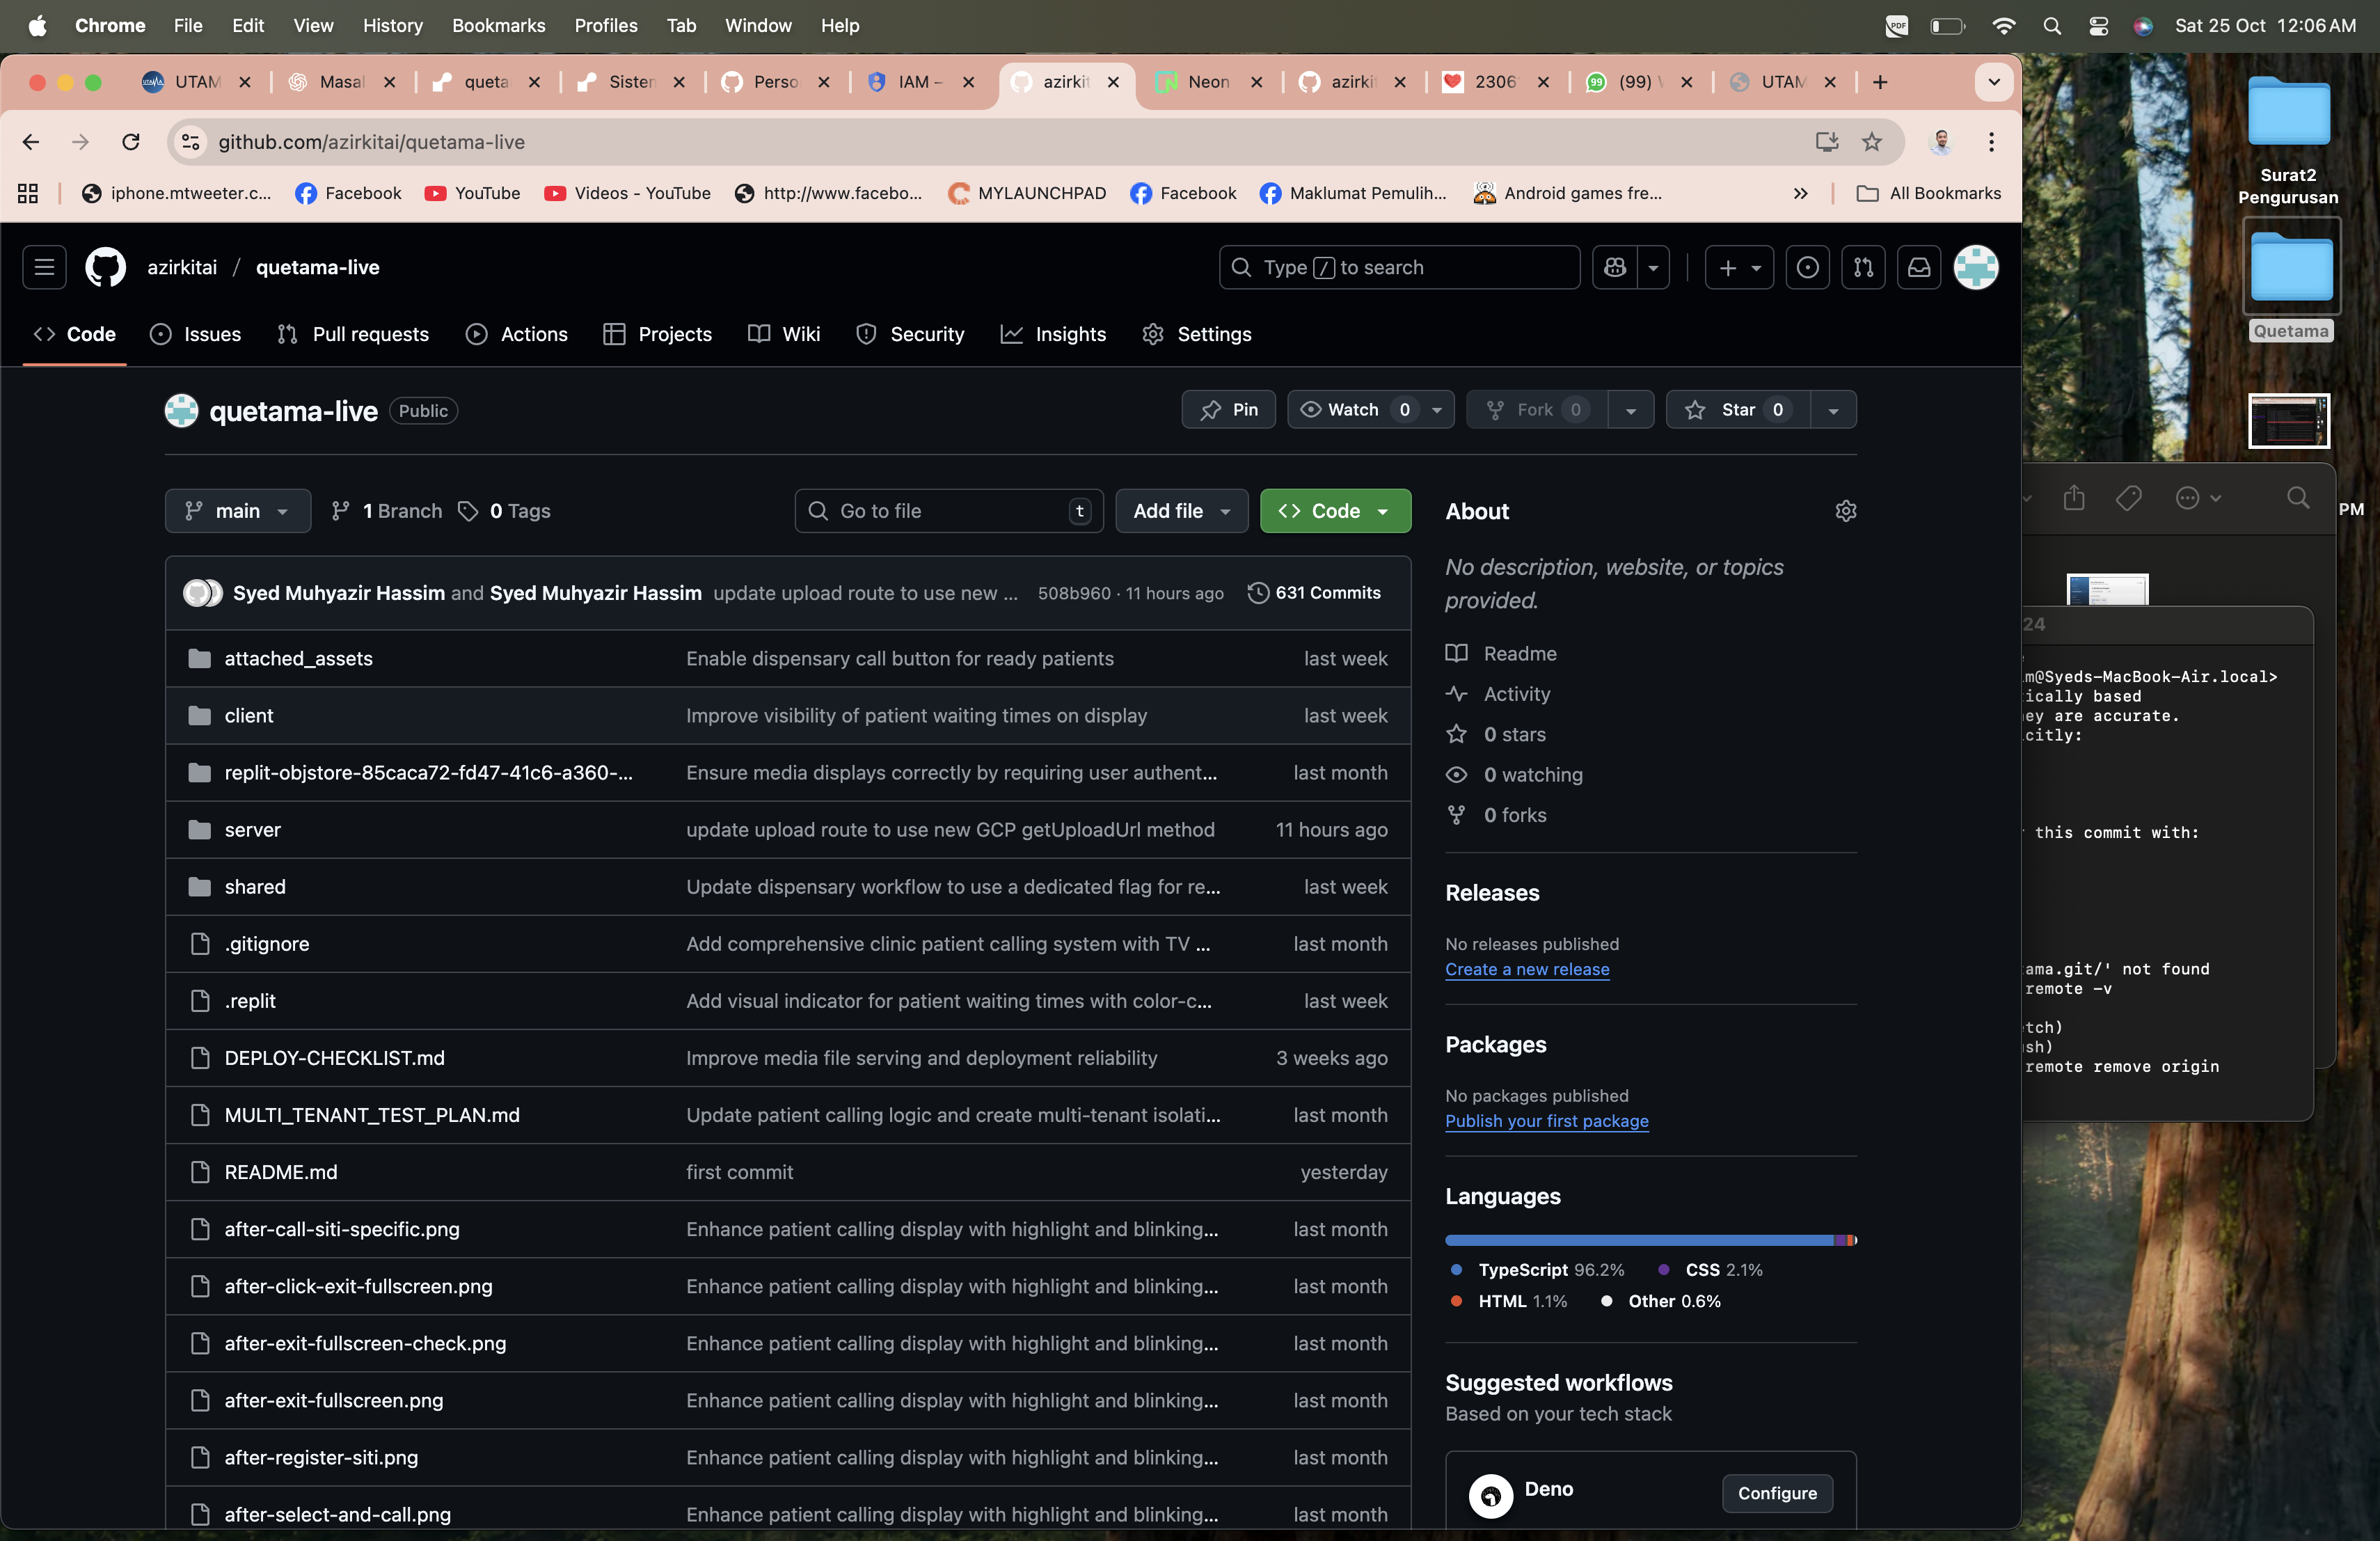 Chrome File Edit View History Bookmarks Profiles Tab Window Help
Sat 25 Oct 12:06 AM
UTAM Masal queta Sisten Perso IAM – azirkit Neon azirkit 2306 (99) UTAM
github.com/azirkitai/quetama-live
iphone.mtweeter.c... Facebook YouTube Videos - YouTube http://www.facebo... MYLAUNCHPAD Facebook Maklumat Pemulih... Android games fre... » All Bookmarks
azirkitai / quetama-live
Type / to search
Code Issues Pull requests Actions Projects Wiki Security Insights Settings
quetama-live Public
Pin Watch 0 Fork 0 Star 0
main 1 Branch 0 Tags
Go to file t Add file Code
Syed Muhyazir Hassim and Syed Muhyazir Hassim update upload route to use new ... 508b960 · 11 hours ago 631 Commits
attached_assets Enable dispensary call button for ready patients last week
client Improve visibility of patient waiting times on display last week
replit-objstore-85caca72-fd47-41c6-a360-... Ensure media displays correctly by requiring user authent... last month
server update upload route to use new GCP getUploadUrl method 11 hours ago
shared Update dispensary workflow to use a dedicated flag for re... last week
.gitignore Add comprehensive clinic patient calling system with TV ... last month
.replit Add visual indicator for patient waiting times with color-c... last week
DEPLOY-CHECKLIST.md Improve media file serving and deployment reliability 3 weeks ago
MULTI_TENANT_TEST_PLAN.md Update patient calling logic and create multi-tenant isolati... last month
README.md first commit yesterday
after-call-siti-specific.png Enhance patient calling display with highlight and blinking... last month
after-click-exit-fullscreen.png Enhance patient calling display with highlight and blinking... last month
after-exit-fullscreen-check.png Enhance patient calling display with highlight and blinking... last month
after-exit-fullscreen.png Enhance patient calling display with highlight and blinking... last month
after-register-siti.png Enhance patient calling display with highlight and blinking... last month
after-select-and-call.png Enhance patient calling display with highlight and blinking... last month
About
No description, website, or topics
provided.
Readme
Activity
0 stars
0 watching
0 forks
Releases
No releases published
Create a new release
Packages
No packages published
Publish your first package
Languages
TypeScript 96.2% CSS 2.1%
HTML 1.1% Other 0.6%
Suggested workflows
Based on your tech stack
Deno
Configure
Surat2
Pengurusan
Quetama
PM
24
m@Syeds-MacBook-Air.local>
ically based
ey are accurate.
citly:
this commit with:
ama.git/' not found
remote -v
etch)
sh)
remote remove origin